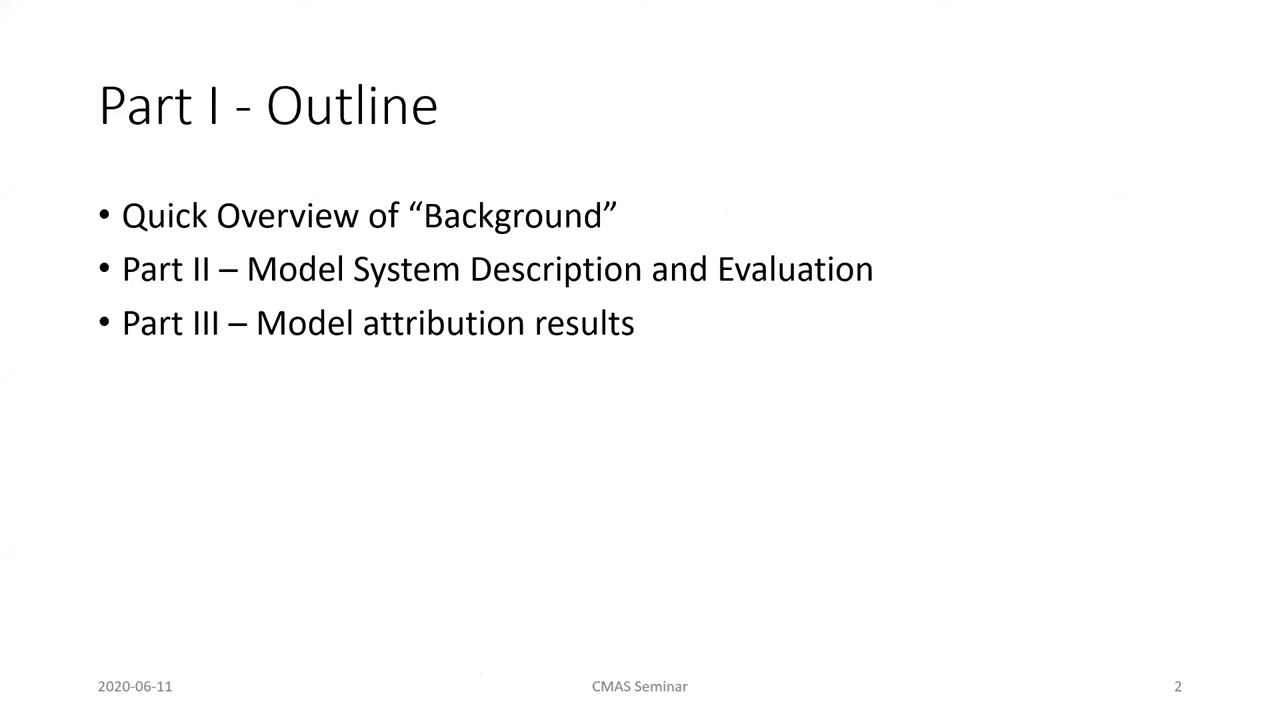 Part I - Outline
• Quick Overview of “Background”
• Part II – Model System Description and Evaluation
• Part III – Model attribution results
2020-06-11
CMAS Seminar
2